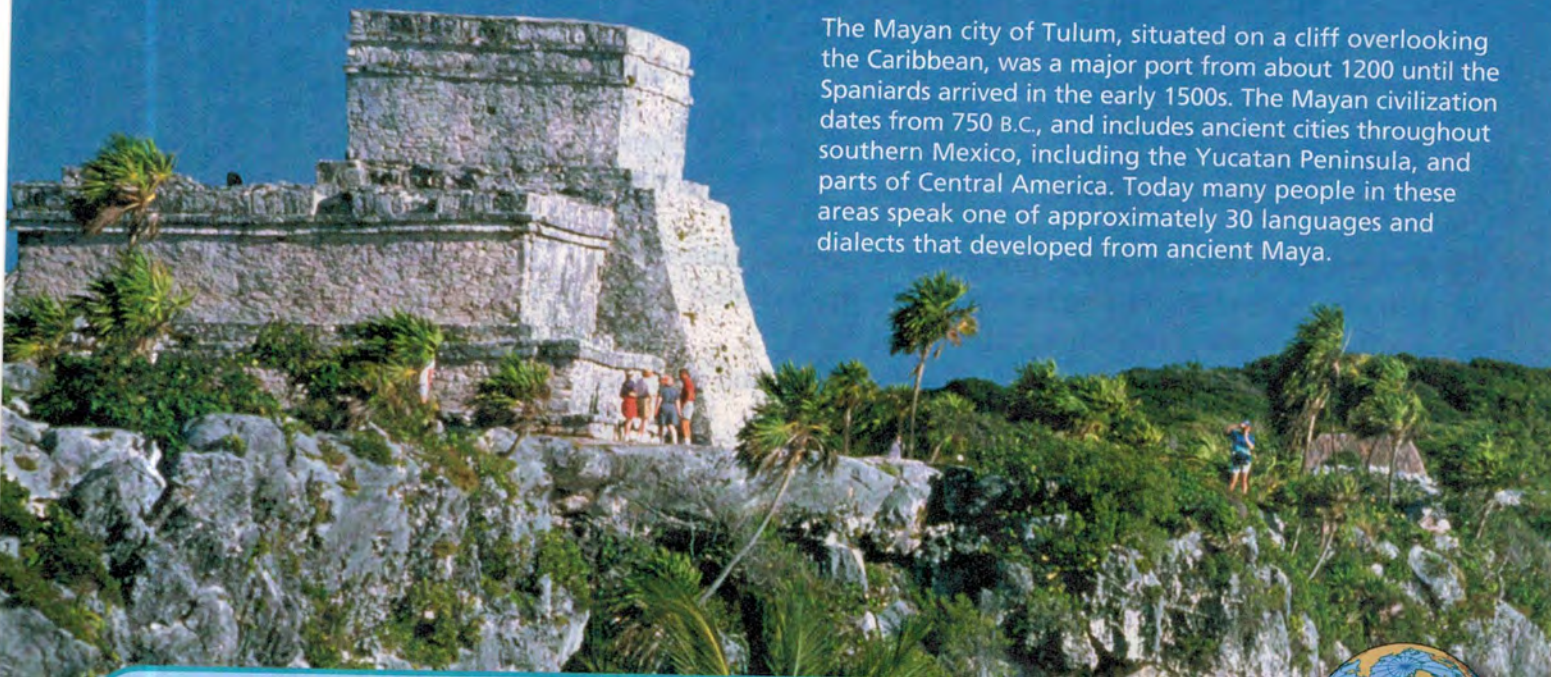 The Mayan city of Tulum, situated on a cliff overlooking
the Caribbean, was a major port from about 1200 until the
Spaniards arrived in the early 1500s. The Mayan civilization
dates from 750 B.C., and includes ancient cities throughout
southern Mexico, including the Yucatan Peninsula, and
parts of Central America. Today many people in these
areas speak one of approximately 30 languages and
dialects that developed from ancient Maya.